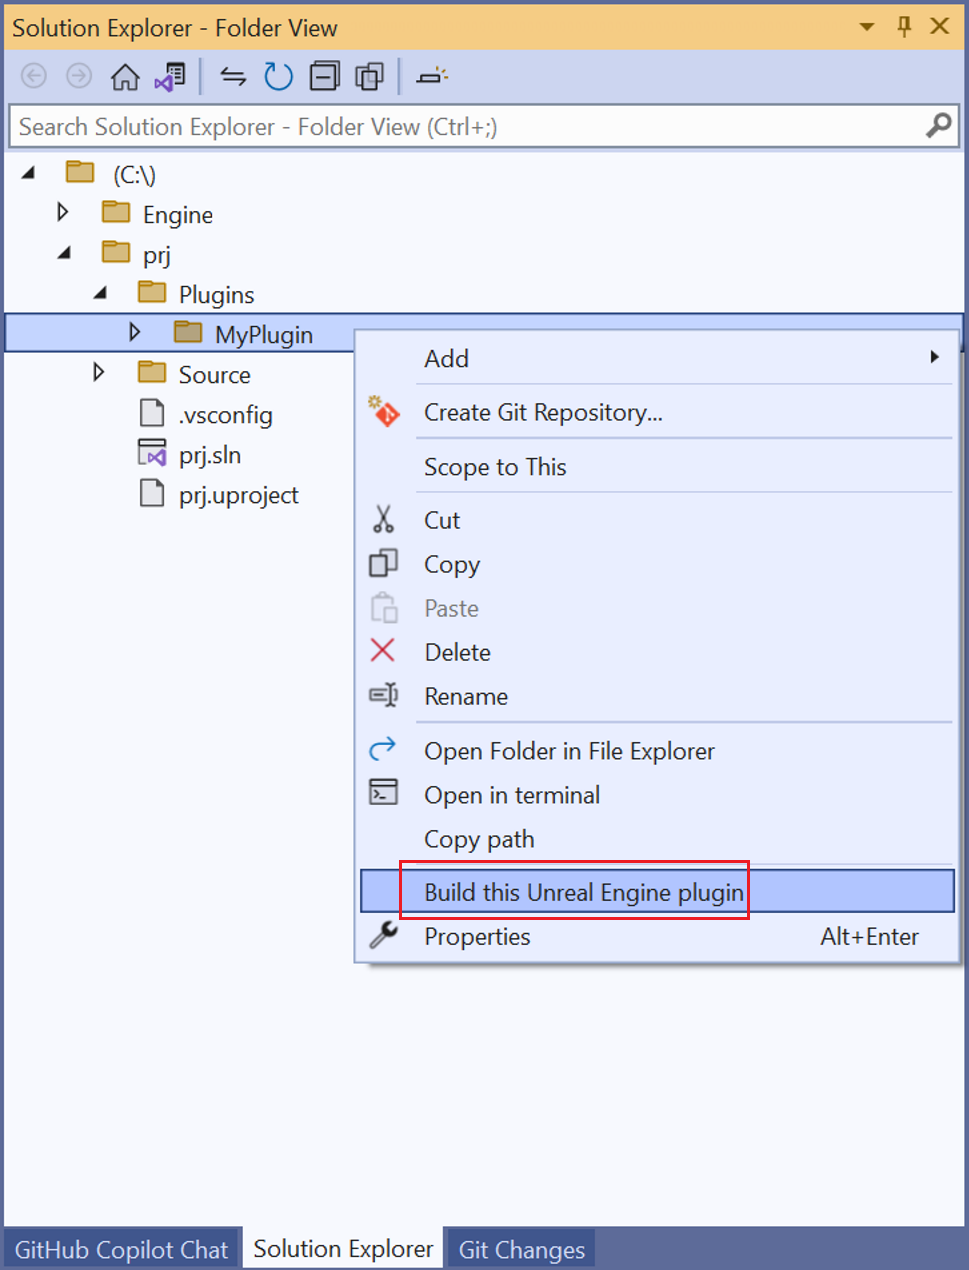 Solution Explorer - Folder View
Search Solution Explorer - Folder View (Ctrl+;)
(C:\)
Engine
prj
Plugins
MyPlugin
Source
.vsconfig
prj.sln
prj.uproject
Add
Create Git Repository...
Scope to This
Cut
Copy
Paste
Delete
Rename
Open Folder in File Explorer
Open in terminal
Copy path
Build this Unreal Engine plugin
Properties Alt+Enter
GitHub Copilot Chat Solution Explorer Git Changes